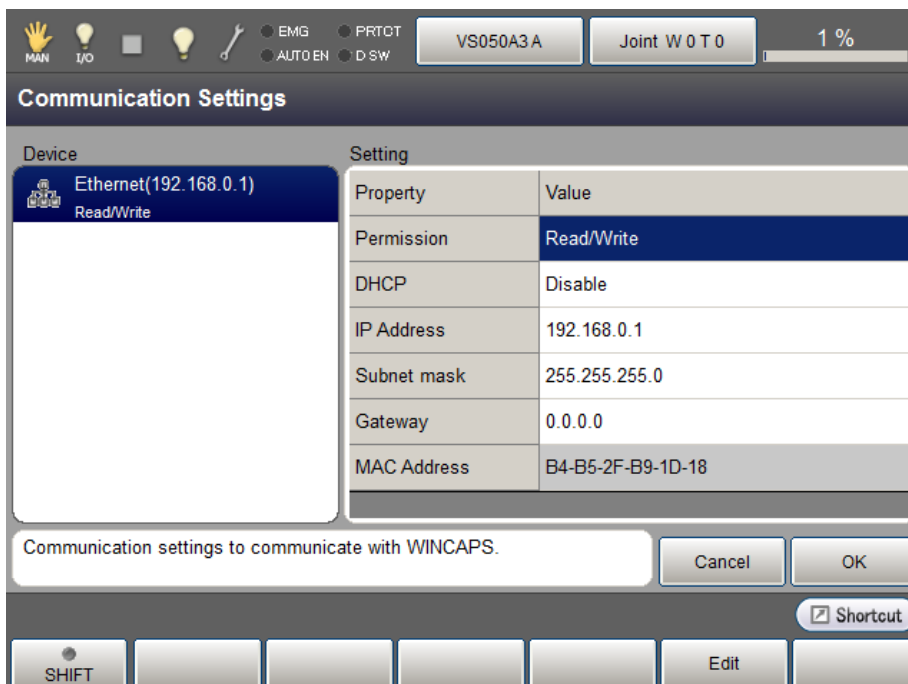 MAN
I/O
EMG
PRTCT
AUTO EN
D SW
VS050A3 A
Joint W 0 T 0
1 %
Communication Settings
Device
Setting
Ethernet(192.168.0.1)
Read/Write
Property Value
Permission Read/Write
DHCP Disable
IP Address 192.168.0.1
Subnet mask 255.255.255.0
Gateway 0.0.0.0
MAC Address B4-B5-2F-B9-1D-18
Communication settings to communicate with WINCAPS.
Cancel
OK
Shortcut
SHIFT
Edit